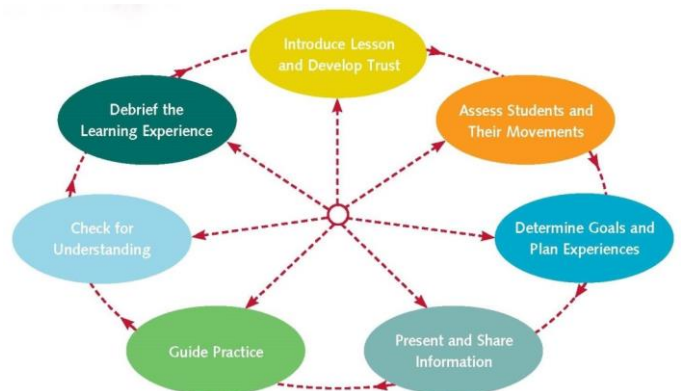 Introduce Lesson
and Develop Trust
Debrief the
Learning Experience
Assess Students and
Their Movements
Check for
Understanding
Determine Goals and
Plan Experiences
Guide Practice
Present and Share
Information